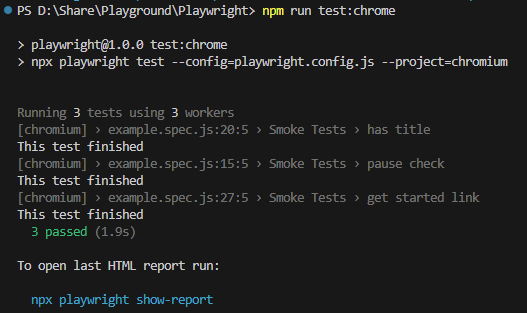 PS D:\Share\Playground\Playwright> npm run test:chrome
> playwright@1.0.0 test:chrome
> npx playwright test --config=playwright.config.js --project=chromium
Running 3 tests using 3 workers
[chromium] › example.spec.js:20:5 › Smoke Tests › has title
This test finished
[chromium] › example.spec.js:15:5 › Smoke Tests › pause check
This test finished
[chromium] › example.spec.js:27:5 › Smoke Tests › get started link
This test finished
3 passed (1.9s)
To open last HTML report run:
npx playwright show-report